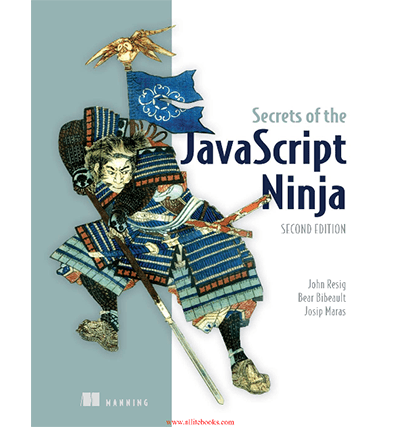 Secrets of the
JavaScript
Ninja
SECOND EDITION
John Resig
Bear Bibeault
Josip Maras
MANNING
www.allitebooks.com